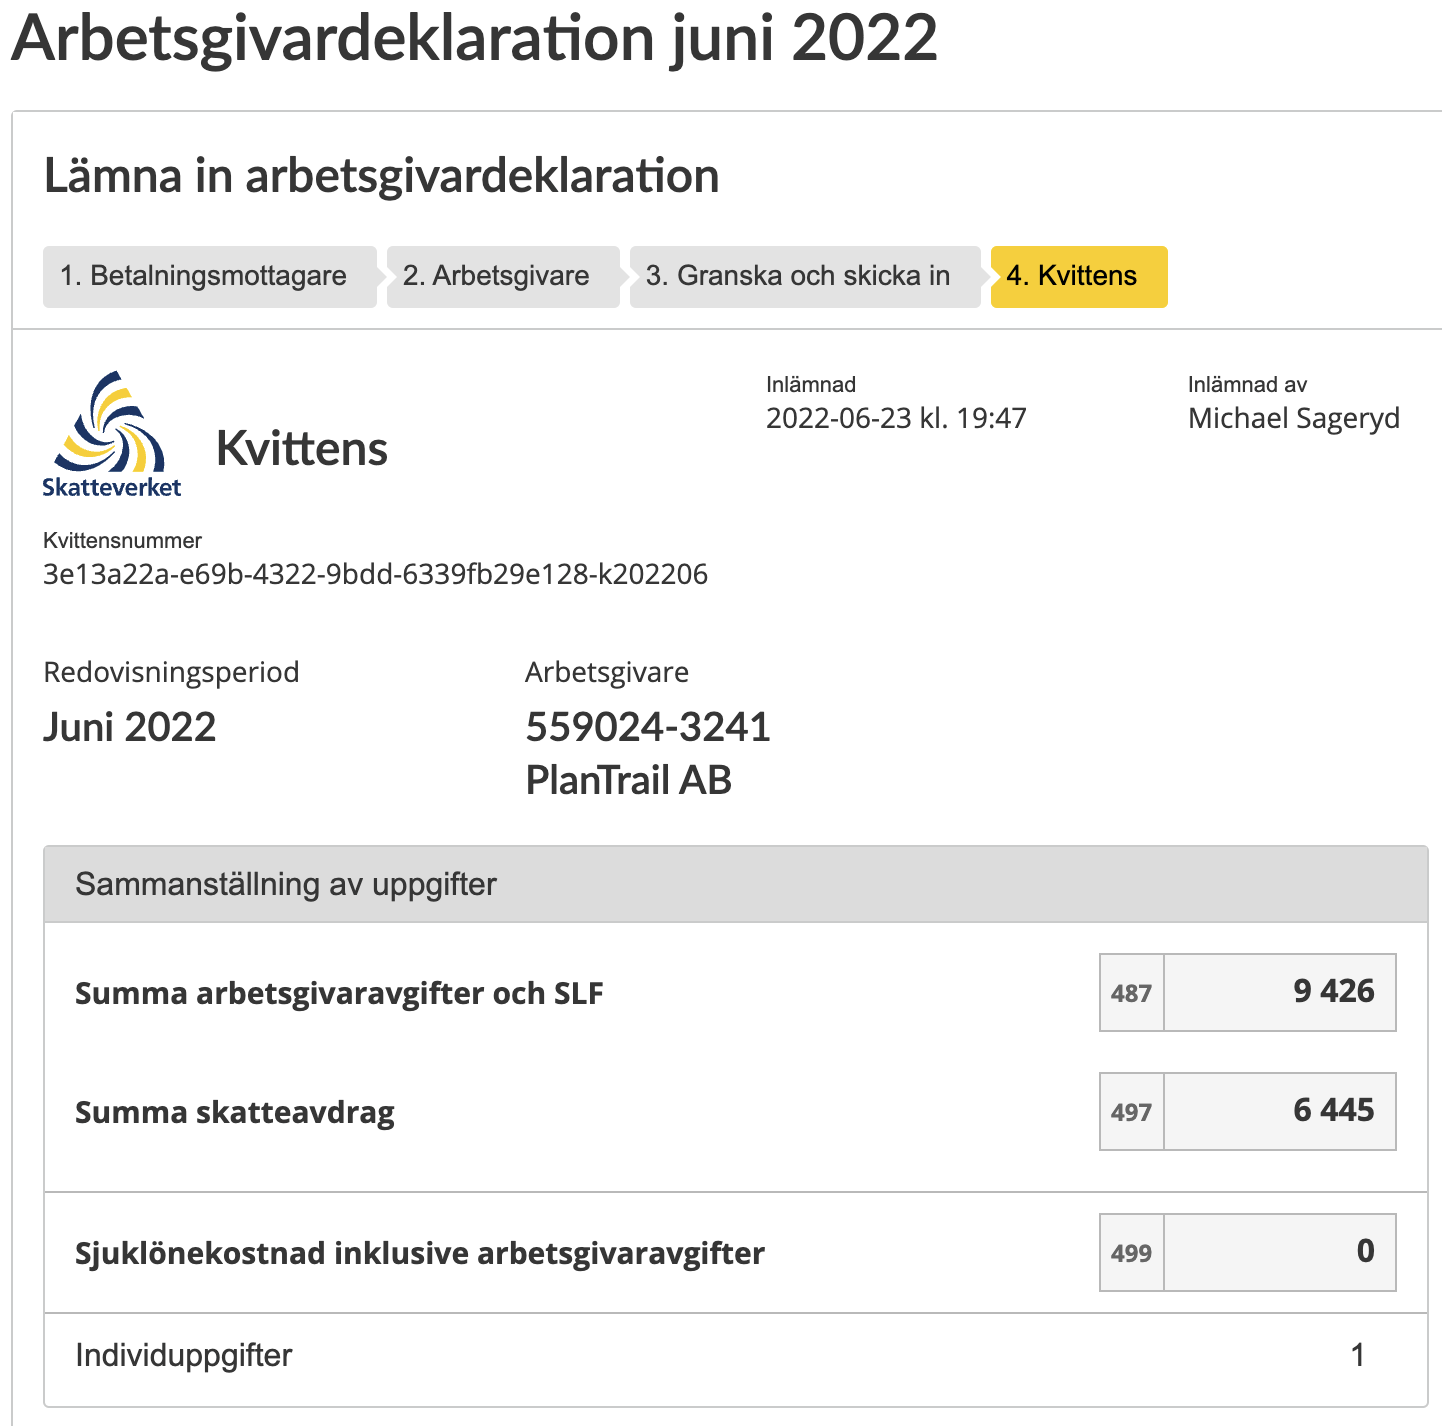 Arbetsgivardeklaration juni 2022
Lämna in arbetsgivardeklaration
1. Betalningsmottagare
2. Arbetsgivare
3. Granska och skicka in
4. Kvittens
Skatteverket
Kvittens
Inlämnad
2022-06-23 kl. 19:47
Inlämnad av
Michael Sageryd
Kvittensnummer
3e13a22a-e69b-4322-9bdd-6339fb29e128-k202206
Redovisningsperiod
Juni 2022
Arbetsgivare
559024-3241
PlanTrail AB
Sammanställning av uppgifter
Summa arbetsgivaravgifter och SLF 487 9 426
Summa skatteavdrag 497 6 445
Sjuklönekostnad inklusive arbetsgivaravgifter 499 0
Individuppgifter 1